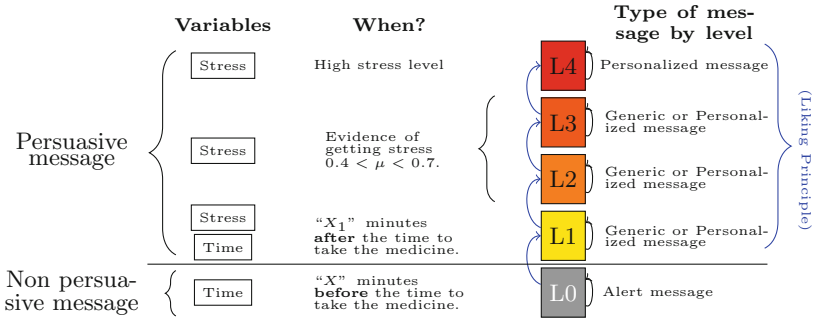 Variables
When?
Type of mes-
sage by level
Stress
High stress level
L4
Personalized message
Persuasive
message
Stress
Evidence of
getting stress
0.4 < μ < 0.7.
L3
Generic or Personal-
ized message
L2
Generic or Personal-
ized message
Stress
Time
“X₁” minutes
after the time to
take the medicine.
L1
Generic or Personal-
ized message
(Liking Principle)
Non persua-
sive message
Time
“X” minutes
before the time to
take the medicine.
L0
Alert message